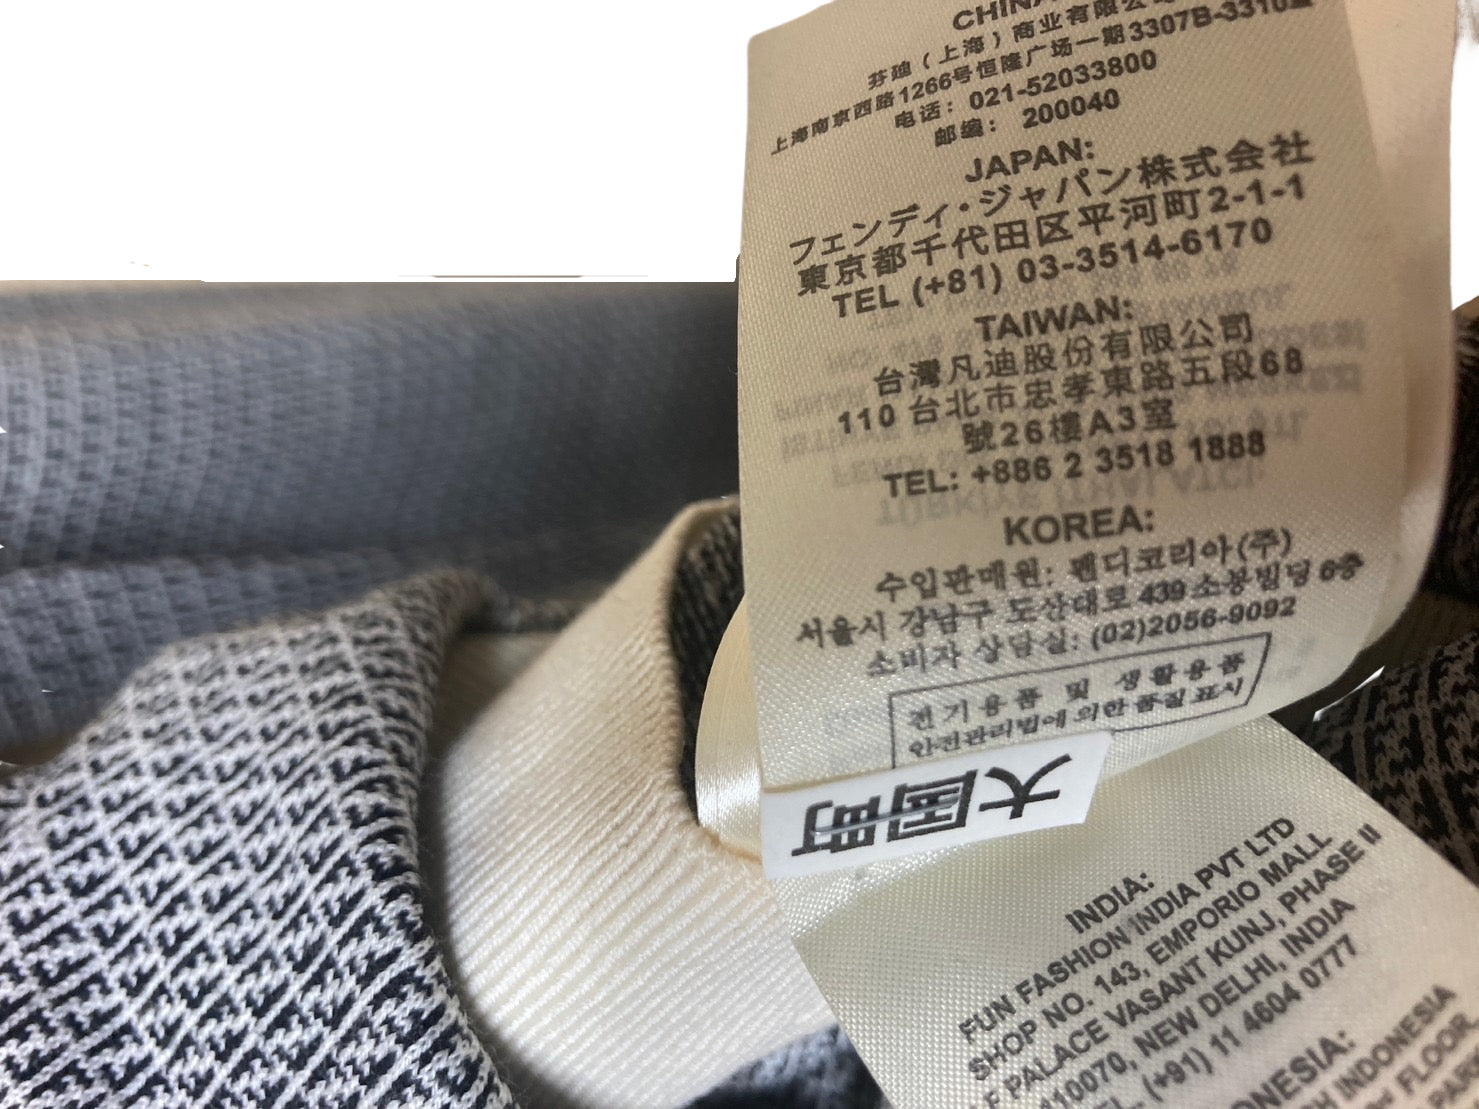 CHINA
芬迪（上海）商业有限公
上海南京西路1266号恒隆广场一期3307B-3310室
电话： 021-52033800
邮编： 200040
JAPAN:
フェンディ・ジャパン株式会社
東京都千代田区平河町2-1-1
TEL (+81) 03-3514-6170
TAIWAN:
台灣凡迪股份有限公司
110 台北市忠孝東路五段68
號26樓A3室
TEL: +886 2 3518 1888
KOREA:
수입판매원: 펜디코리아(주)
서울시 강남구 도산대로 439 소봉빌딩 6층
소비자 상담실: (02)2056-9092
전기용품 및 생활용품
안전관리법에 의한 품질표시
大国町
INDIA:
FUN FASHION INDIA PVT LTD
SHOP NO. 143, EMPORIO MALL
PALACE VASANT KUNJ, PHASE II
110070, NEW DELHI, INDIA
(+91) 11 4604 0777
INDONESIA
FLOOR,